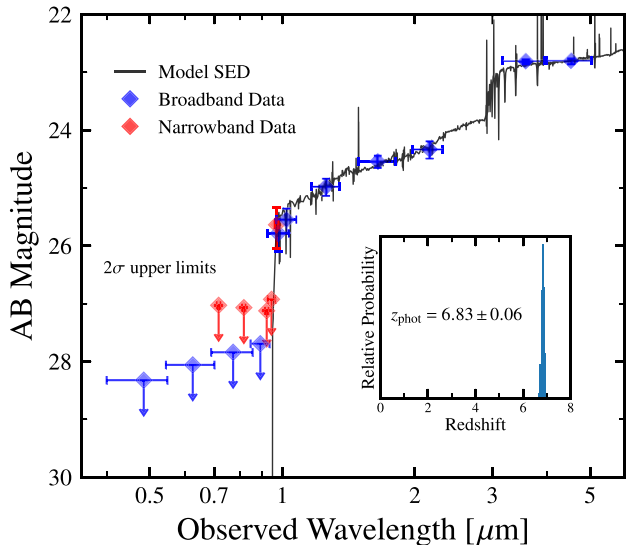 22
24
26
28
30
AB Magnitude
Model SED
Broadband Data
Narrowband Data
2σ upper limits
Relative Probability
z_phot = 6.83 ± 0.06
0 2 4 6 8
Redshift
0.5 0.7 1 2 3 5
Observed Wavelength [μm]